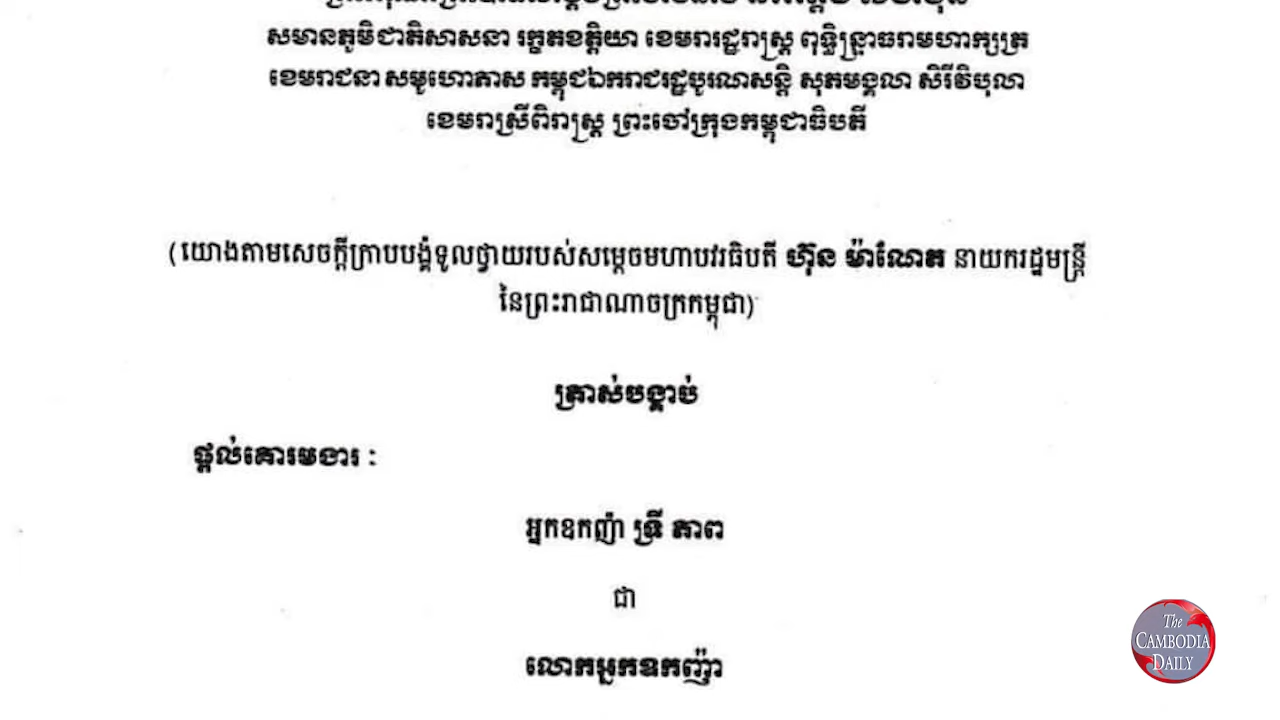 សមានភូមិជាតិសាសនា រក្ខតខត្តិយា ខេមរារដ្ឋរាស្ត្រ ពុទ្ធិន្ទ្រាធរាមហាក្សត្រ
ខេមរាជនា សមូហោភាស កម្ពុជឯករាជរដ្ឋបូរណសន្តិ សុភមង្គលា សិរីវិបុលា
ខេមរាស្រីពិរាស្ត្រ ព្រះចៅក្រុងកម្ពុជាធិបតី
(យោងតាមសេចក្តីក្រាបបង្គំទូលថ្វាយរបស់សម្តេចមហាបវរធិបតី ហ៊ុន ម៉ាណែត នាយករដ្ឋមន្ត្រី
នៃព្រះរាជាណាចក្រកម្ពុជា)
ត្រាស់បង្គាប់
ផ្តល់គោរមងារ ៈ
អ្នកឧកញ៉ា ទ្រី ភាព
ជា
លោកអ្នកឧកញ៉ា
The
CAMBODIA
DAILY